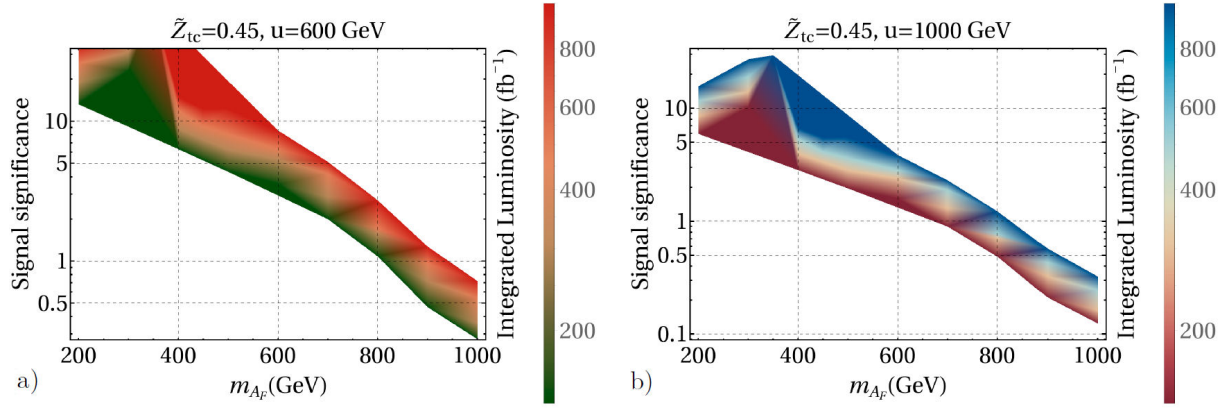 Z̃tc=0.45, u=600 GeV
Signal significance
10
5
1
0.5
200 400 600 800 1000
mAF(GeV)
a)
Integrated Luminosity (fb⁻¹)
800
600
400
200
Z̃tc=0.45, u=1000 GeV
Signal significance
10
5
1
0.5
0.1
200 400 600 800 1000
mAF(GeV)
b)
Integrated Luminosity (fb⁻¹)
800
600
400
200